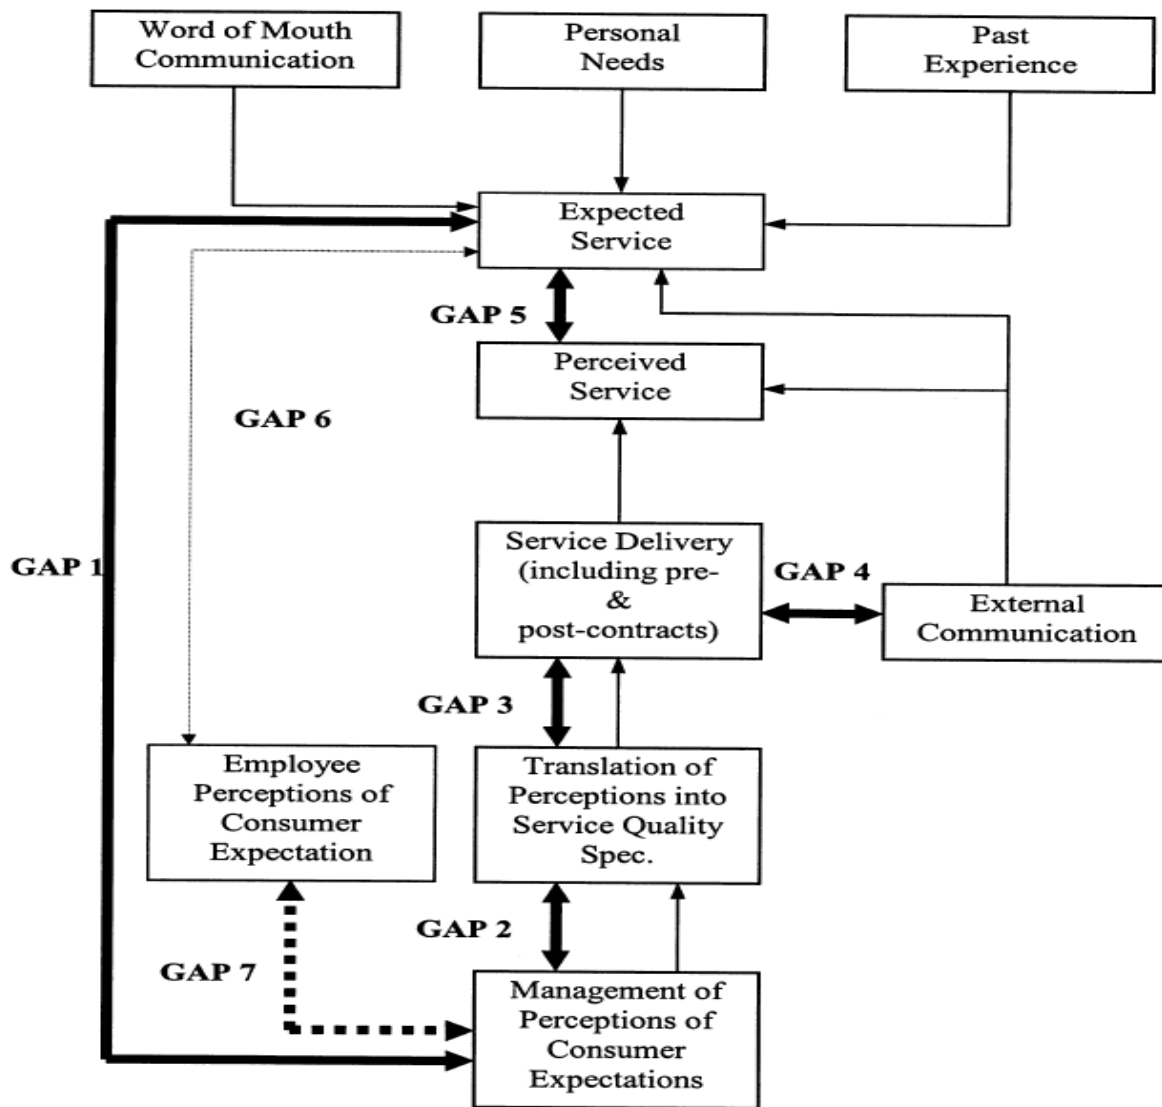 Word of Mouth
Communication
Personal
Needs
Past
Experience
Expected
Service
GAP 5
Perceived
Service
GAP 6
GAP 1
Service Delivery
(including pre-
&
post-contracts)
GAP 4
External
Communication
GAP 3
Employee
Perceptions of
Consumer
Expectation
Translation of
Perceptions into
Service Quality
Spec.
GAP 2
GAP 7
Management of
Perceptions of
Consumer
Expectations